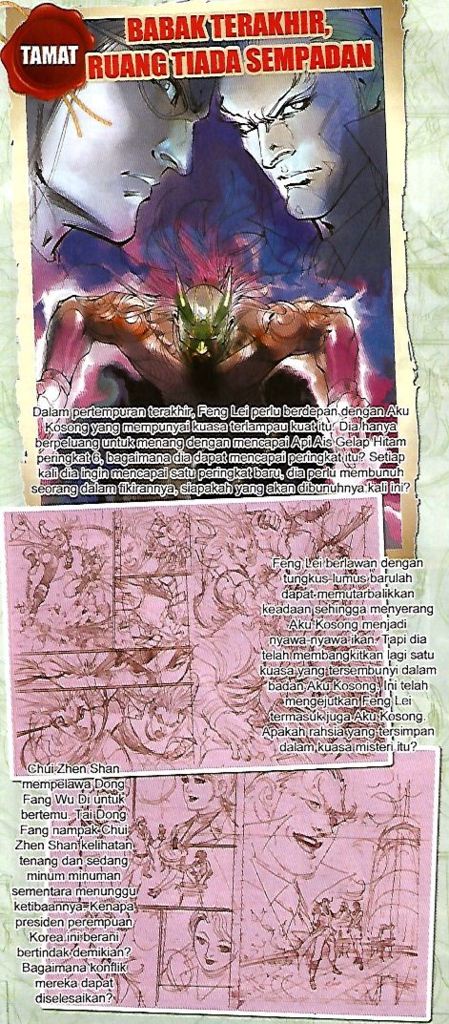 TAMAT
BABAK TERAKHIR,
RUANG TIADA SEMPADAN
Dalam pertempuran terakhir, Feng Lei perlu berdepan dengan Aku
Kosong yang mempunyai kuasa terlampau kuat itu. Dia hanya
berpeluang untuk menang dengan mencapai Api Ais Gelap Hitam
peringkat 6, bagaimana dia dapat mencapai peringkat itu? Setiap
kali dia ingin mencapai satu peringkat baru, dia perlu membunuh
seorang dalam fikirannya, siapakah yang akan dibunuhnya kali ini?
Feng Lei berlawan dengan
tungkus-lumus barulah
dapat memutarbalikkan
keadaan sehingga menyerang
Aku Kosong menjadi
nyawa-nyawa ikan. Tapi dia
telah membangkitkan lagi satu
kuasa yang tersembunyi dalam
badan Aku Kosong. Ini telah
mengejutkan Feng Lei
termasuk juga Aku Kosong.
Apakah rahsia yang tersimpan
dalam kuasa misteri itu?
Chui Zhen Shan
mempelawa Dong
Fang Wu Di untuk
bertemu. Tai Dong
Fang nampak Chui
Zhen Shan kelihatan
tenang dan sedang
minum minuman
sementara menunggu
ketibaannya. Kenapa
presiden perempuan
Korea ini berani
bertindak demikian?
Bagaimana konflik
mereka dapat
diselesaikan?